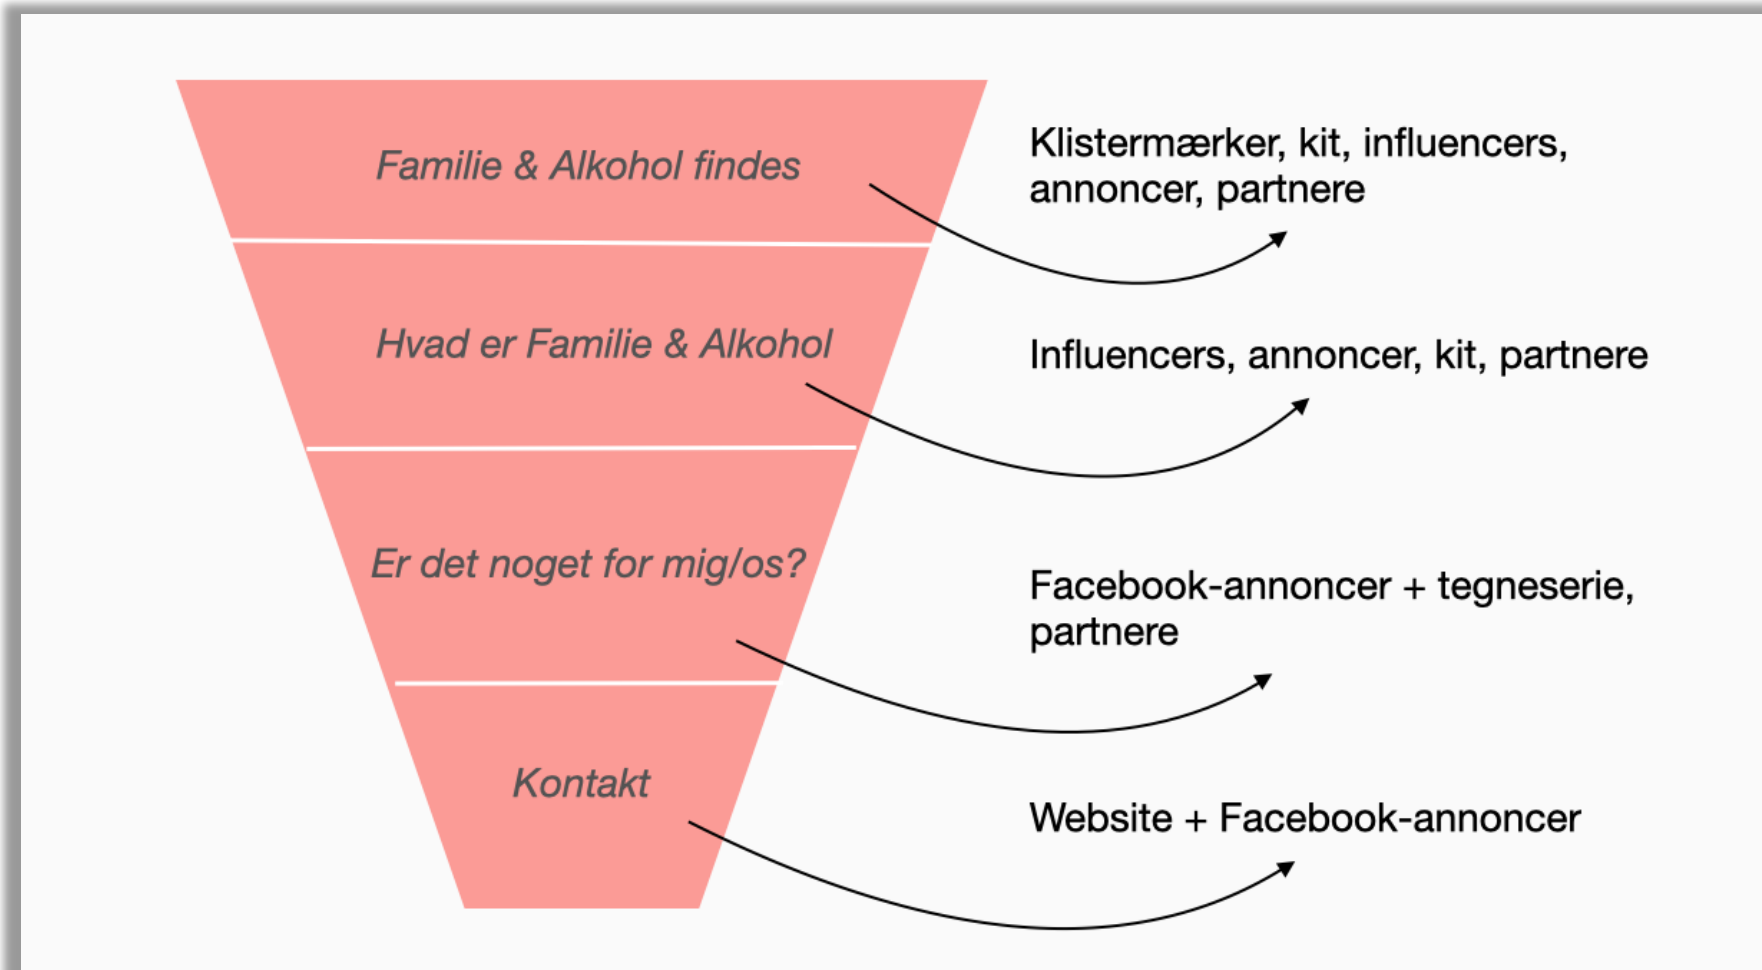 Familie & Alkohol findes
Klistermærker, kit, influencers,
annoncer, partnere
Hvad er Familie & Alkohol
Influencers, annoncer, kit, partnere
Er det noget for mig/os?
Facebook-annoncer + tegneserie,
partnere
Kontakt
Website + Facebook-annoncer